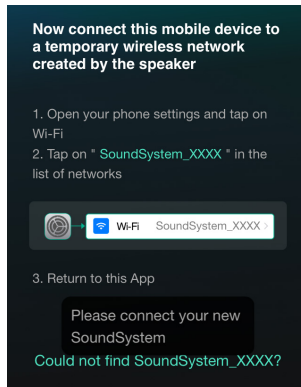 Now connect this mobile device to
a temporary wireless network
created by the speaker
1. Open your phone settings and tap on
Wi-Fi
2. Tap on " SoundSystem_XXXX " in the
list of networks
Wi-Fi SoundSystem_XXXX >
3. Return to this App
Please connect your new
SoundSystem
Could not find SoundSystem_XXXX?